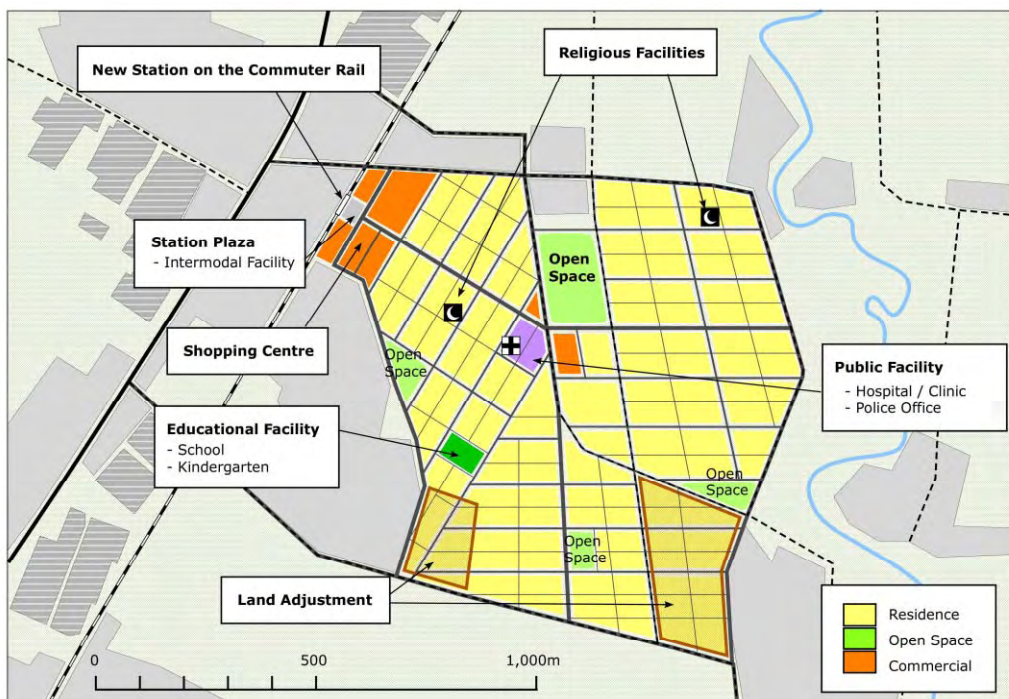 New Station on the Commuter Rail
Religious Facilities
Station Plaza
- Intermodal Facility
Open
Space
Shopping Centre
Open
Space
Public Facility
- Hospital / Clinic
- Police Office
Educational Facility
- School
- Kindergarten
Open
Space
Open
Space
Land Adjustment
Residence
Open Space
Commercial
0
500
1,000m